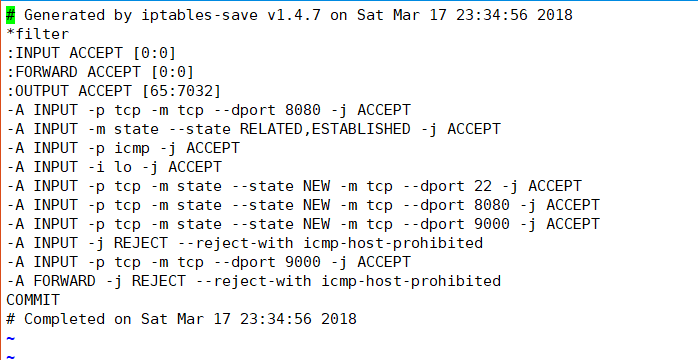 # Generated by iptables-save v1.4.7 on Sat Mar 17 23:34:56 2018
*filter
:INPUT ACCEPT [0:0]
:FORWARD ACCEPT [0:0]
:OUTPUT ACCEPT [65:7032]
-A INPUT -p tcp -m tcp --dport 8080 -j ACCEPT
-A INPUT -m state --state RELATED,ESTABLISHED -j ACCEPT
-A INPUT -p icmp -j ACCEPT
-A INPUT -i lo -j ACCEPT
-A INPUT -p tcp -m state --state NEW -m tcp --dport 22 -j ACCEPT
-A INPUT -p tcp -m state --state NEW -m tcp --dport 8080 -j ACCEPT
-A INPUT -p tcp -m state --state NEW -m tcp --dport 9000 -j ACCEPT
-A INPUT -j REJECT --reject-with icmp-host-prohibited
-A INPUT -p tcp -m tcp --dport 9000 -j ACCEPT
-A FORWARD -j REJECT --reject-with icmp-host-prohibited
COMMIT
# Completed on Sat Mar 17 23:34:56 2018
~
~